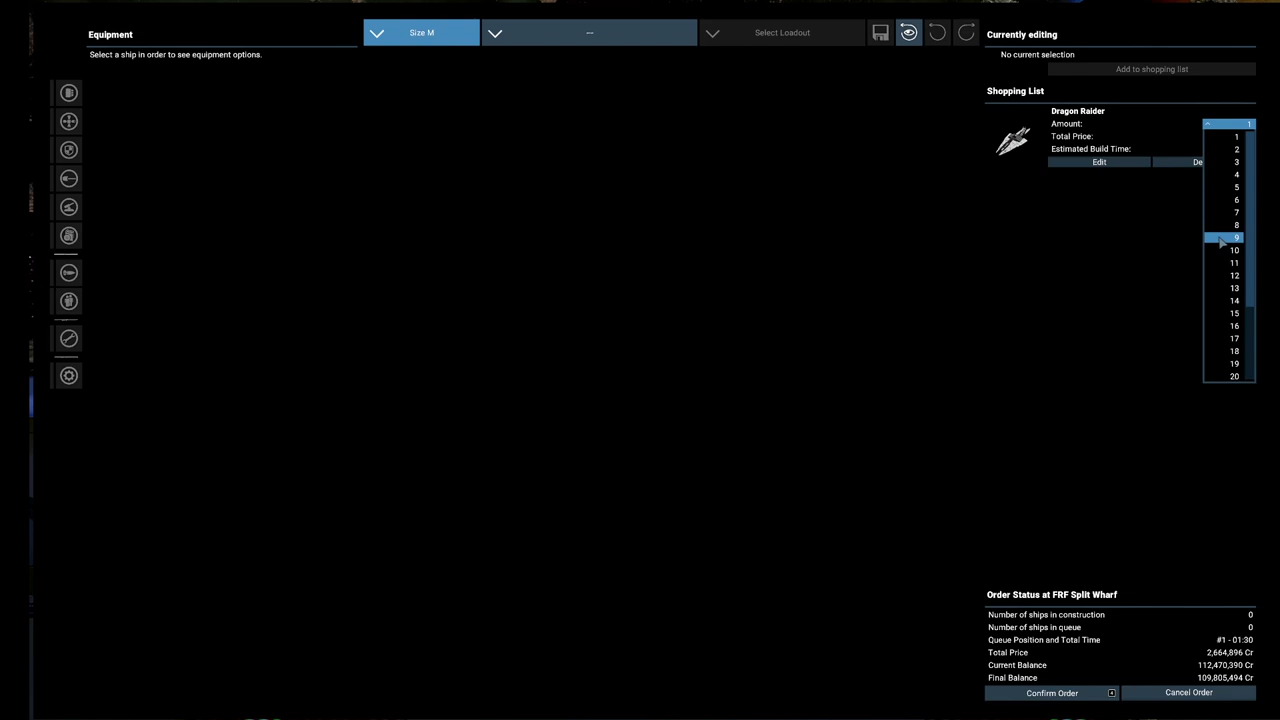 Equipment
Select a ship in order to see equipment options.
Size M
--
Select Loadout
Currently editing
No current selection
Add to shopping list
Shopping List
Dragon Raider
Amount: 1
Total Price:
Estimated Build Time:
Edit De
1
2
3
4
5
6
7
8
9
10
11
12
13
14
15
16
17
18
19
20
Order Status at FRF Split Wharf
Number of ships in construction 0
Number of ships in queue 0
Queue Position and Total Time #1 - 01:30
Total Price 2,664,896 Cr
Current Balance 112,470,390 Cr
Final Balance 109,805,494 Cr
Confirm Order Cancel Order